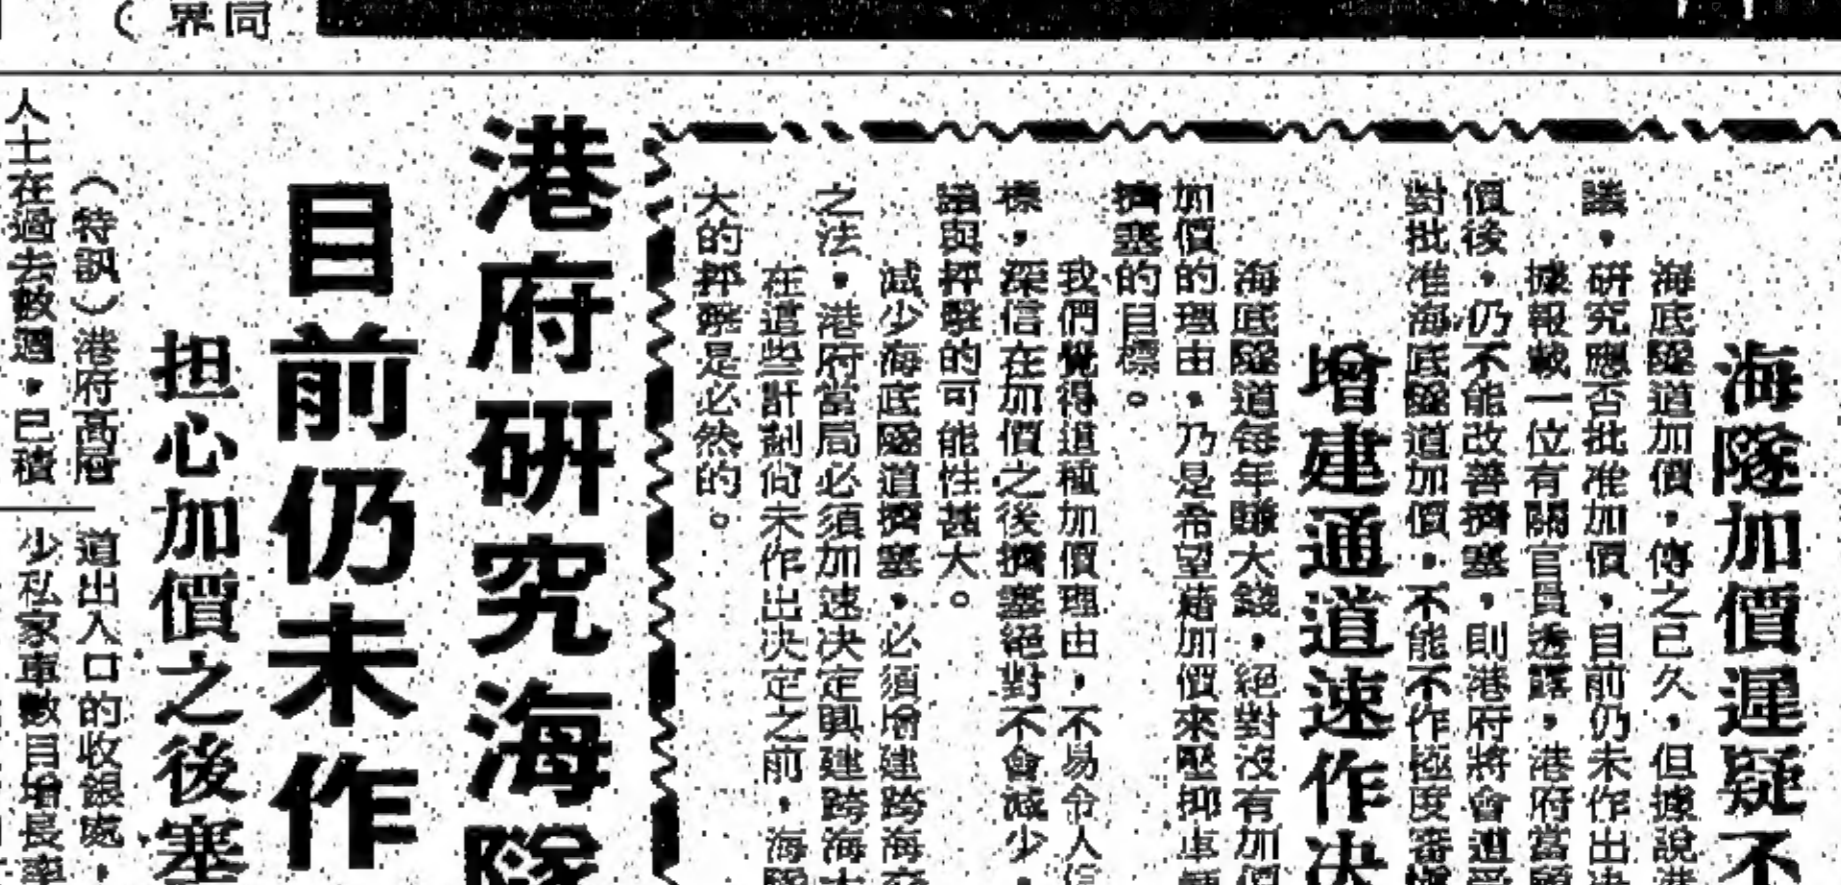 同界（
海隧加價遲疑不
增建通道速作决
海底隧道加價，傳之已久，但據說港
議，研究應否批准加價，目前仍未作出决
據報載一位有關官員透露，港府當局
價後，仍不能改善擠塞，則港府將會遭受
對批准海底隧道加價，不能不作極度審慎
海底隧道每年賺大錢，絕對沒有加價
加價的理由，乃是希望藉加價來壓抑車輛
擠塞的目標。
我們覺得這種加價理由，不易令人信
標，深信在加價之後擠塞絕對不會減少，
論與抨擊的可能性甚大。
減少海底隧道擠塞，必須增建跨海交
之法，港府當局必須加速决定興建跨海大
在這些計劃尚未作出决定之前，海隧
大的抨擊是必然的。
港府研究海隧
目前仍未作
担心加價之後塞
（特訊）港府高層
人士在過去數週，已積
道出入口的收銀處，
少私家車數目增長率